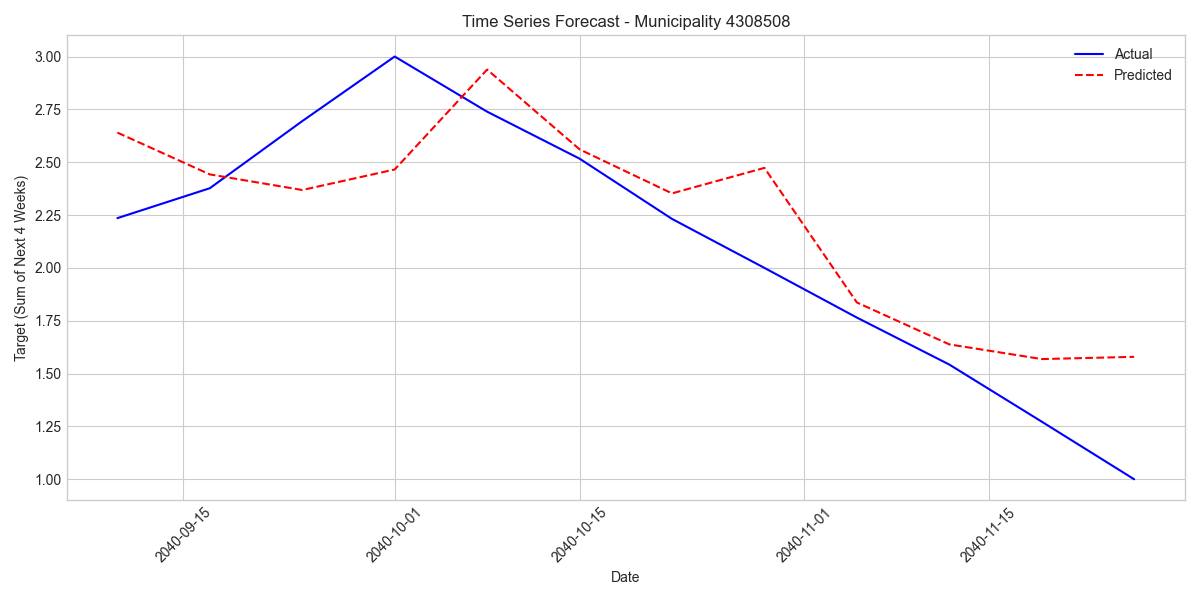 Time Series Forecast - Municipality 4308508
Actual
Predicted
Target (Sum of Next 4 Weeks)
3.00
2.75
2.50
2.25
2.00
1.75
1.50
1.25
1.00
2040-09-15
2040-10-01
2040-10-15
2040-11-01
2040-11-15
Date